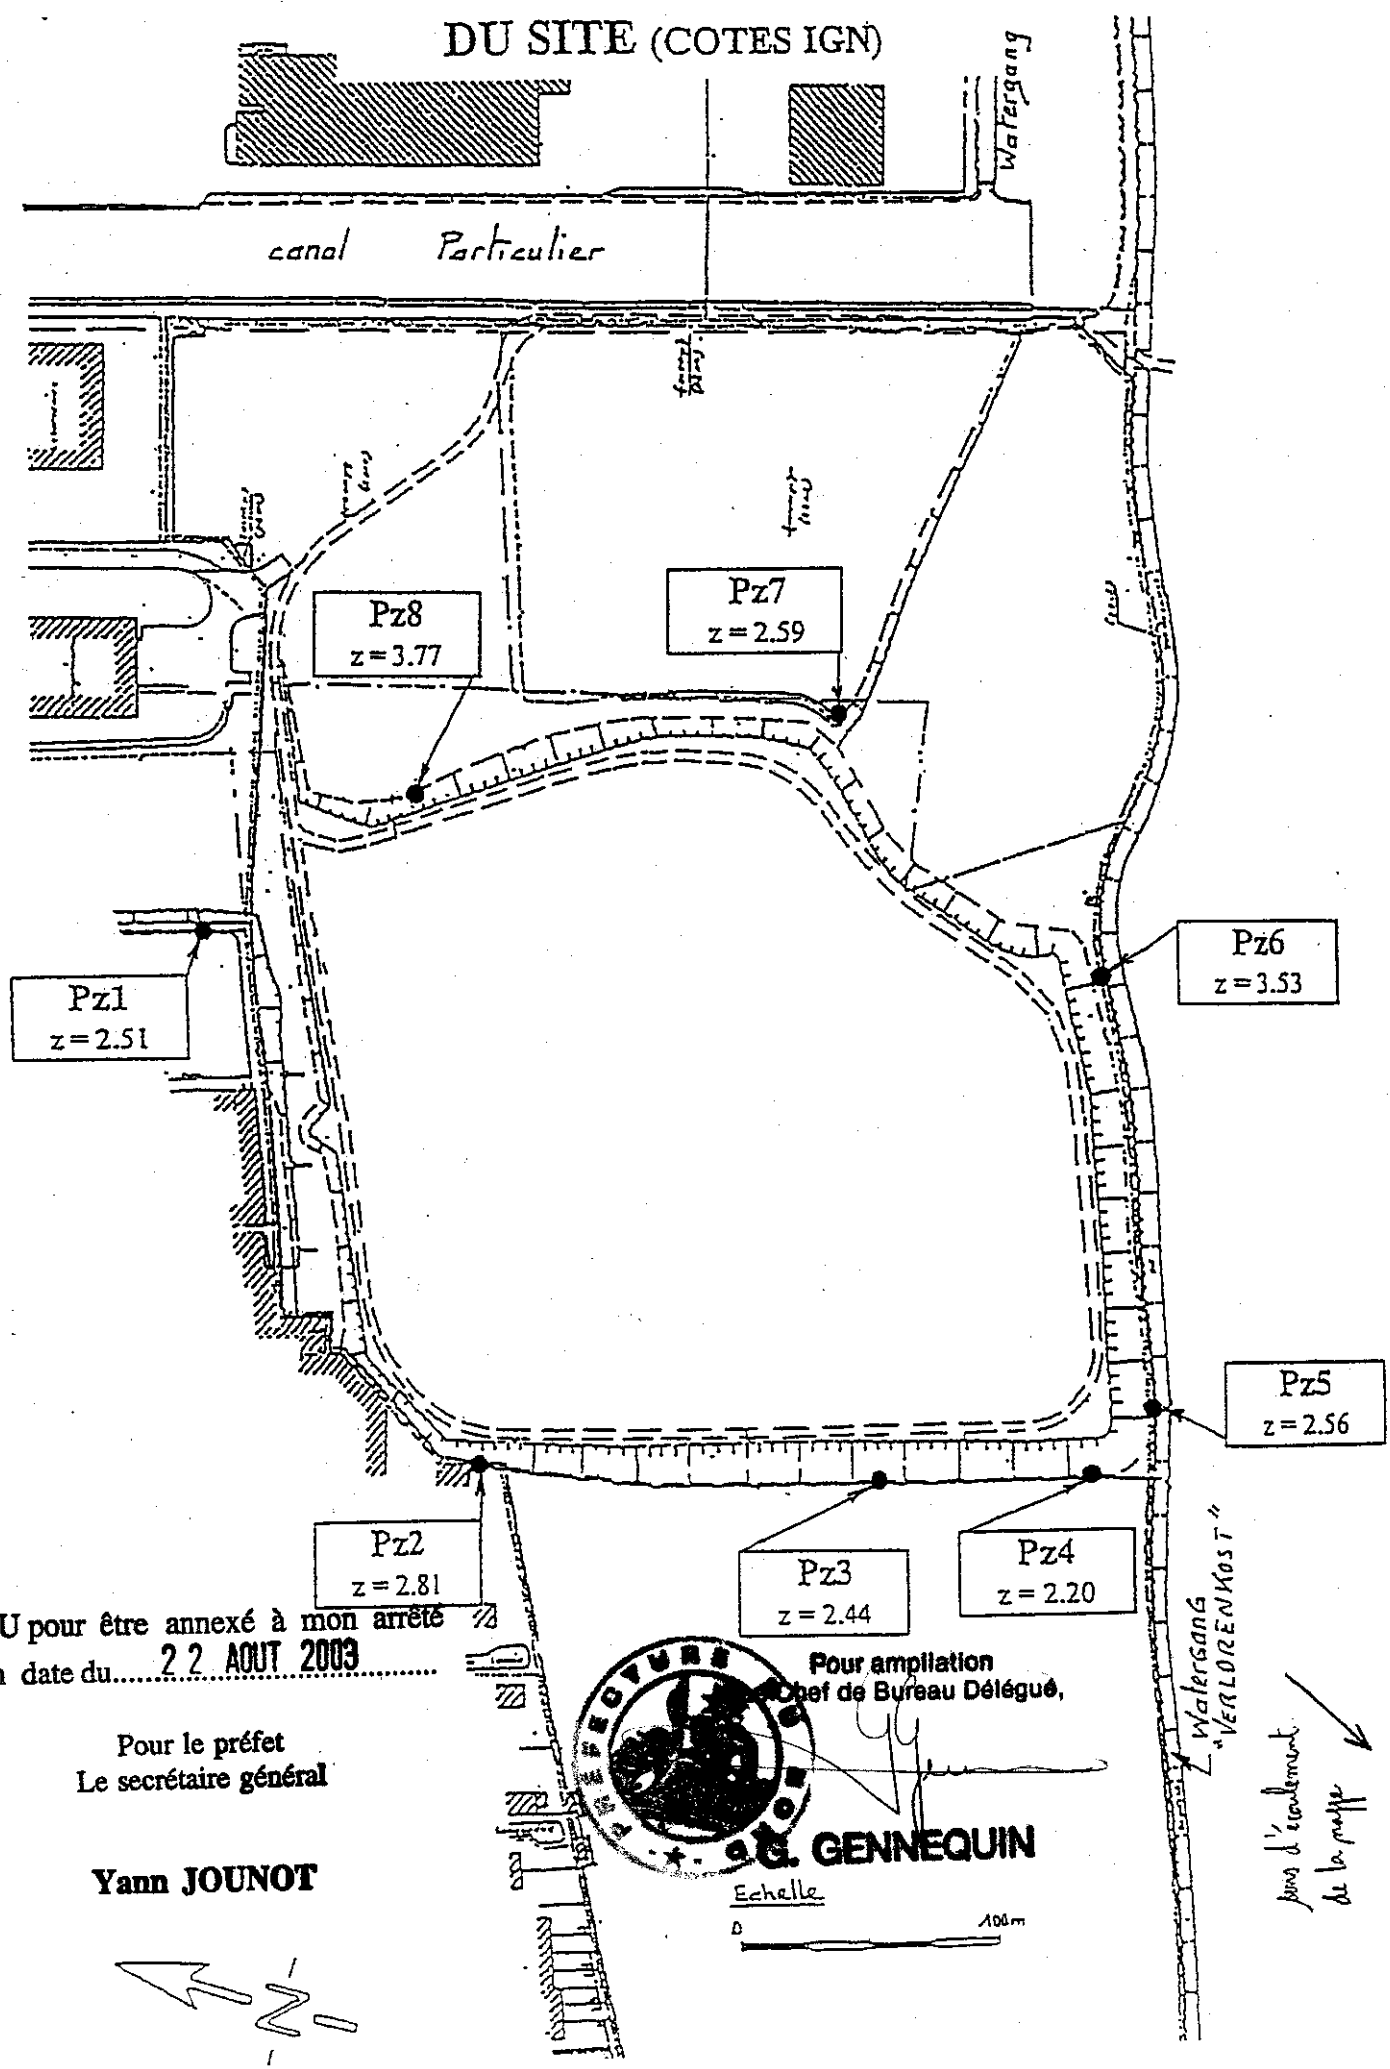 DU SITE (COTES IGN)
Watergang
canal Particulier
Pz8
z = 3.77
Pz7
z = 2.59
Pz1
z = 2.51
Pz6
z = 3.53
Pz5
z = 2.56
Pz2
z = 2.81
Pz3
z = 2.44
Pz4
z = 2.20
U pour être annexé à mon arrêté
date du......22 AOUT 2003..........
Pour le préfet
Le secrétaire général
Yann JOUNOT
PREFECTURE
NORD
Pour ampliation
Chef de Bureau Délégué,
G. GENNEQUIN
Echelle
0 100m
N
Watergang
"VERLORENKOST"
sens d'écoulement
de la nappe